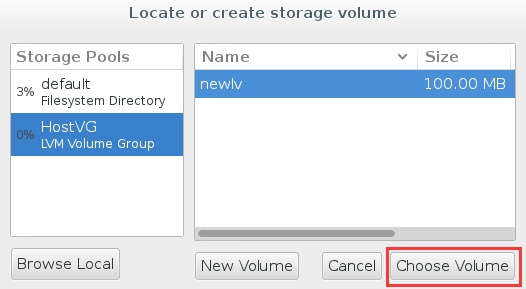 Locate or create storage volume
Storage Pools
3% default
Filesystem Directory
0% HostVG
LVM Volume Group
Name Size
newlv 100.00 MB
Browse Local
New Volume Cancel Choose Volume